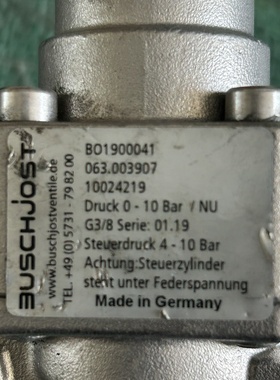 BUSCHJOST
www.buschjostventile.de
TEL. +49 (0) 5731 - 79 82 00
BO1900041
063.003907
10024219
Druck 0 - 10 Bar / NU
G3/8 Serie: 01.19
Steuerdruck 4 - 10 Bar
Achtung:Steuerzylinder
steht unter Federspannung
Made in Germany